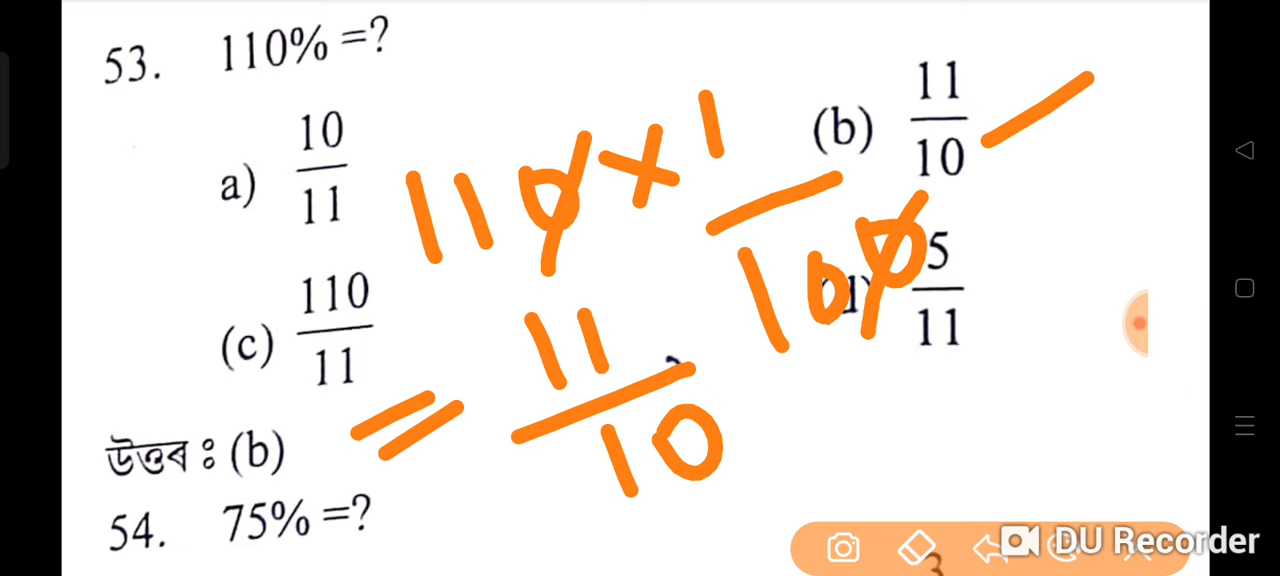 53. 110% =?
a) 10/11
(b) 11/10
110 × 1/100
(c) 110/11
5/11
= 11/10
উত্তৰ ঃ (b)
54. 75% =?
3
DU Recorder